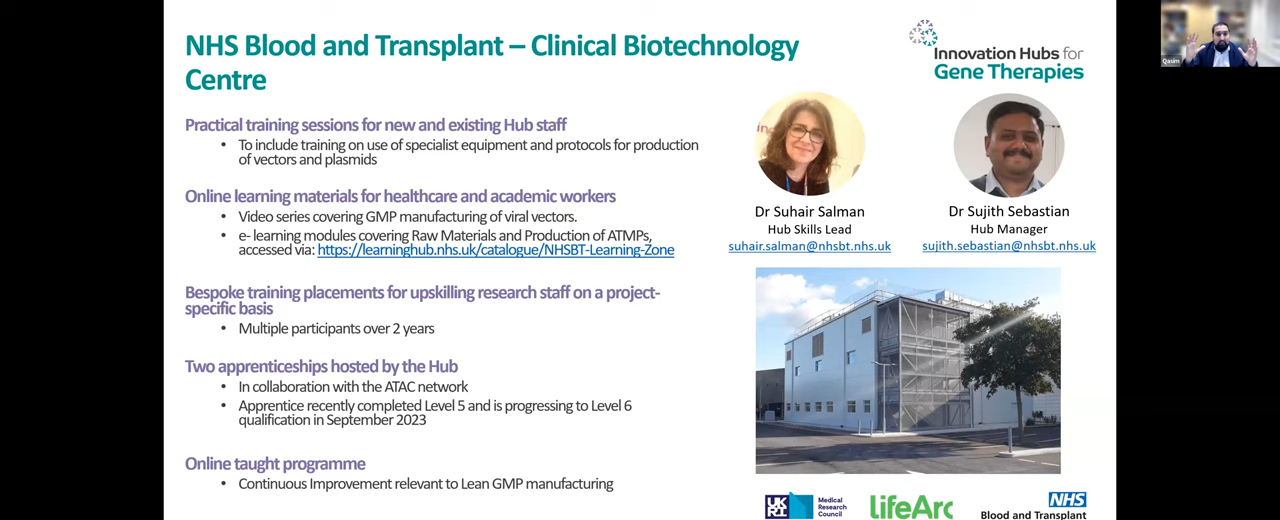 NHS Blood and Transplant – Clinical Biotechnology
Centre
Innovation Hubs for
Gene Therapies
Qasim
Practical training sessions for new and existing Hub staff
• To include training on use of specialist equipment and protocols for production
of vectors and plasmids
Online learning materials for healthcare and academic workers
• Video series covering GMP manufacturing of viral vectors.
• e- learning modules covering Raw Materials and Production of ATMPs,
accessed via: https://learninghub.nhs.uk/catalogue/NHSBT-Learning-Zone
Bespoke training placements for upskilling research staff on a project-
specific basis
• Multiple participants over 2 years
Two apprenticeships hosted by the Hub
• In collaboration with the ATAC network
• Apprentice recently completed Level 5 and is progressing to Level 6
qualification in September 2023
Online taught programme
• Continuous Improvement relevant to Lean GMP manufacturing
Dr Suhair Salman
Hub Skills Lead
suhair.salman@nhsbt.nhs.uk
Dr Sujith Sebastian
Hub Manager
sujith.sebastian@nhsbt.nhs.uk
UKRI
Medical
Research
Council
lifeArc
NHS
Blood and Transplant